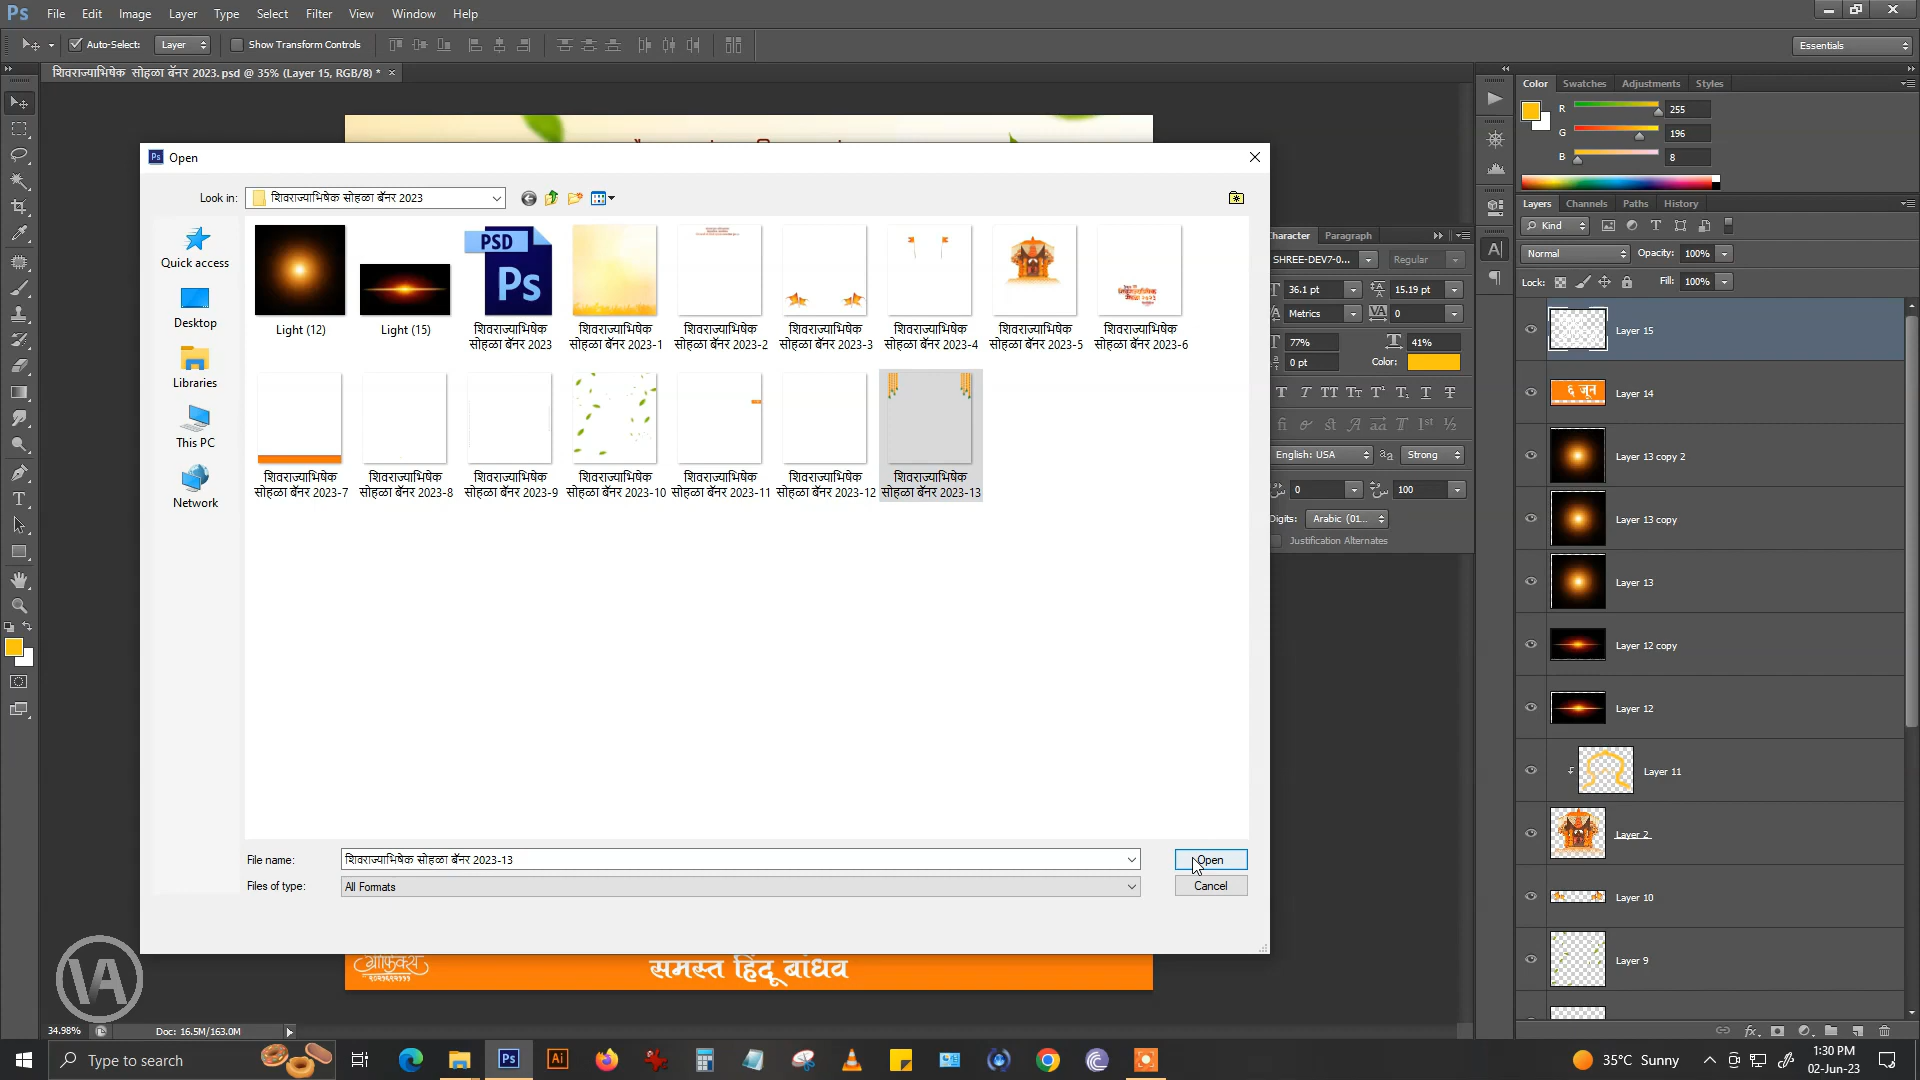 Ps File Edit Image Layer Type Select Filter View Window Help
Auto-Select: Layer Show Transform Controls Essentials
शिवराज्याभिषेक सोहळा बॅनर 2023.psd @ 35% (Layer 15, RGB/8) * ×
Open
Look in: शिवराज्याभिषेक सोहळा बॅनर 2023
Quick access
Desktop
Libraries
This PC
Network
Light (12)
Light (15)
PSD
Ps
शिवराज्याभिषेक
सोहळा बॅनर 2023
शिवराज्याभिषेक
सोहळा बॅनर 2023-1
शिवराज्याभिषेक
सोहळा बॅनर 2023-2
शिवराज्याभिषेक
सोहळा बॅनर 2023-3
शिवराज्याभिषेक
सोहळा बॅनर 2023-4
शिवराज्याभिषेक
सोहळा बॅनर 2023-5
शिवराज्याभिषेक
सोहळा बॅनर 2023-6
शिवराज्याभिषेक
सोहळा बॅनर 2023-7
शिवराज्याभिषेक
सोहळा बॅनर 2023-8
शिवराज्याभिषेक
सोहळा बॅनर 2023-9
शिवराज्याभिषेक
सोहळा बॅनर 2023-10
शिवराज्याभिषेक
सोहळा बॅनर 2023-11
शिवराज्याभिषेक
सोहळा बॅनर 2023-12
शिवराज्याभिषेक
सोहळा बॅनर 2023-13
File name: शिवराज्याभिषेक सोहळा बॅनर 2023-13 Open
Files of type: All Formats Cancel
Character Paragraph
SHREE-DEV7-0... Regular
36.1 pt 15.19 pt
Metrics 0
77% 41%
0 pt Color:
English: USA Strong
0 100
Digits: Arabic (01...
Justification Alternates
Color Swatches Adjustments Styles
R 255
G 196
B 8
Layers Channels Paths History
Kind
Normal Opacity: 100%
Lock: Fill: 100%
Layer 15
६ जून
Layer 14
Layer 13 copy 2
Layer 13 copy
Layer 13
Layer 12 copy
Layer 12
Layer 11
Layer 2
Layer 10
Layer 9
VA
ग्राफिक्स
समस्त हिंदू बांधव
34.98% Doc: 16.5M/163.0M
Type to search
Ps
Ai
35°C Sunny
1:30 PM
02-Jun-23